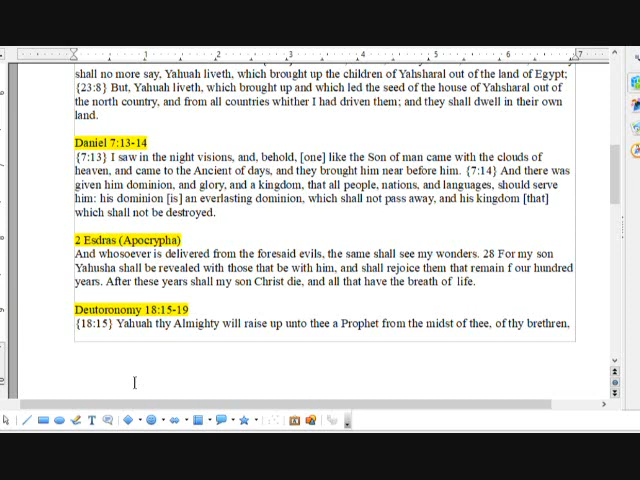 1 2 3 4 5 6 7
shall no more say, Yahuah liveth, which brought up the children of Yahsharal out of the land of Egypt;
{23:8} But, Yahuah liveth, which brought up and which led the seed of the house of Yahsharal out of
the north country, and from all countries whither I had driven them; and they shall dwell in their own
land.
Daniel 7:13-14
{7:13} I saw in the night visions, and, behold, [one] like the Son of man came with the clouds of
heaven, and came to the Ancient of days, and they brought him near before him. {7:14} And there was
given him dominion, and glory, and a kingdom, that all people, nations, and languages, should serve
him: his dominion [is] an everlasting dominion, which shall not pass away, and his kingdom [that]
which shall not be destroyed.
2 Esdras (Apocrypha)
And whosoever is delivered from the foresaid evils, the same shall see my wonders. 28 For my son
Yahusha shall be revealed with those that be with him, and shall rejoice them that remain f our hundred
years. After these years shall my son Christ die, and all that have the breath of life.
Deutoronomy 18:15-19
{18:15} Yahuah thy Almighty will raise up unto thee a Prophet from the midst of thee, of thy brethren,
T